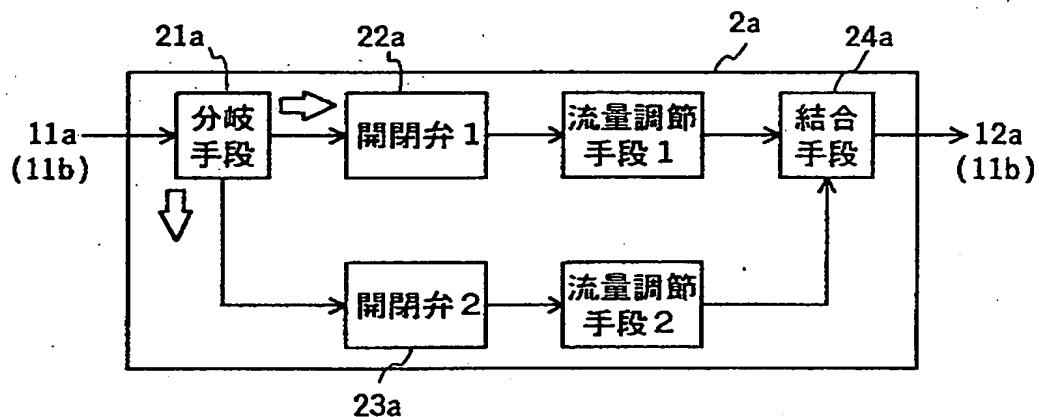 21a
22a
2a
24a
11a
(11b)
分岐
手段
開閉弁1
流量調節
手段1
結合
手段
12a
(11b)
開閉弁2
流量調節
手段2
23a